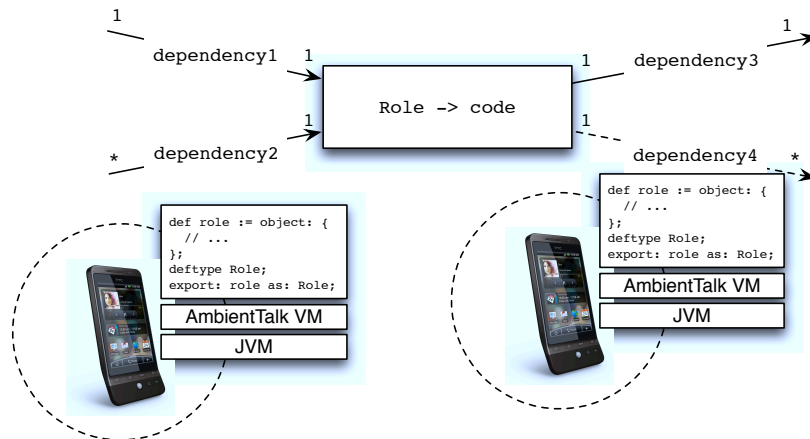 1
dependency1
1
1
dependency3
1
Role -> code
*
dependency2
1
1
dependency4
*
def role := object: {
// ...
};
deftype Role;
export: role as: Role;
AmbientTalk VM
JVM
def role := object: {
// ...
};
deftype Role;
export: role as: Role;
AmbientTalk VM
JVM